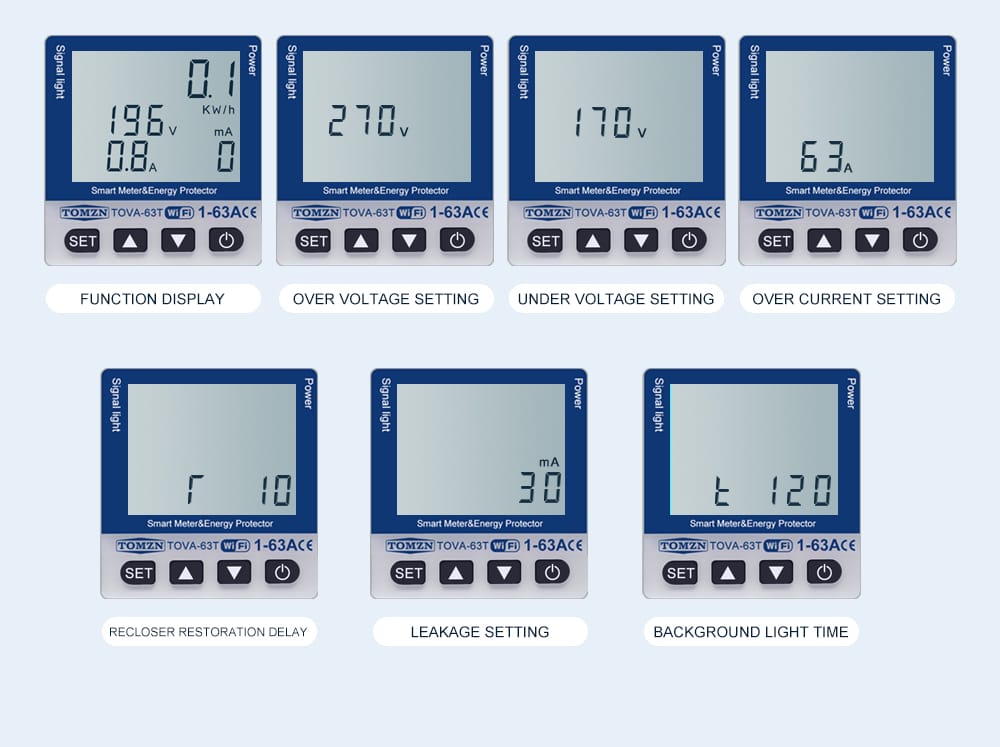 Signal light
Power
0.1
KW/h
196 V
mA
0.8 A
0
Smart Meter&Energy Protector
TOMZN TOVA-63T WiFi 1-63A CE
SET
FUNCTION DISPLAY
Signal light
Power
270 V
Smart Meter&Energy Protector
TOMZN TOVA-63T WiFi 1-63A CE
SET
OVER VOLTAGE SETTING
Signal light
Power
170 V
Smart Meter&Energy Protector
TOMZN TOVA-63T WiFi 1-63A CE
SET
UNDER VOLTAGE SETTING
Signal light
Power
63 A
Smart Meter&Energy Protector
TOMZN TOVA-63T WiFi 1-63A CE
SET
OVER CURRENT SETTING
Signal light
Power
r 10
Smart Meter&Energy Protector
TOMZN TOVA-63T WiFi 1-63A CE
SET
RECLOSER RESTORATION DELAY
Signal light
Power
mA
30
Smart Meter&Energy Protector
TOMZN TOVA-63T WiFi 1-63A CE
SET
LEAKAGE SETTING
Signal light
Power
t 120
Smart Meter&Energy Protector
TOMZN TOVA-63T WiFi 1-63A CE
SET
BACKGROUND LIGHT TIME